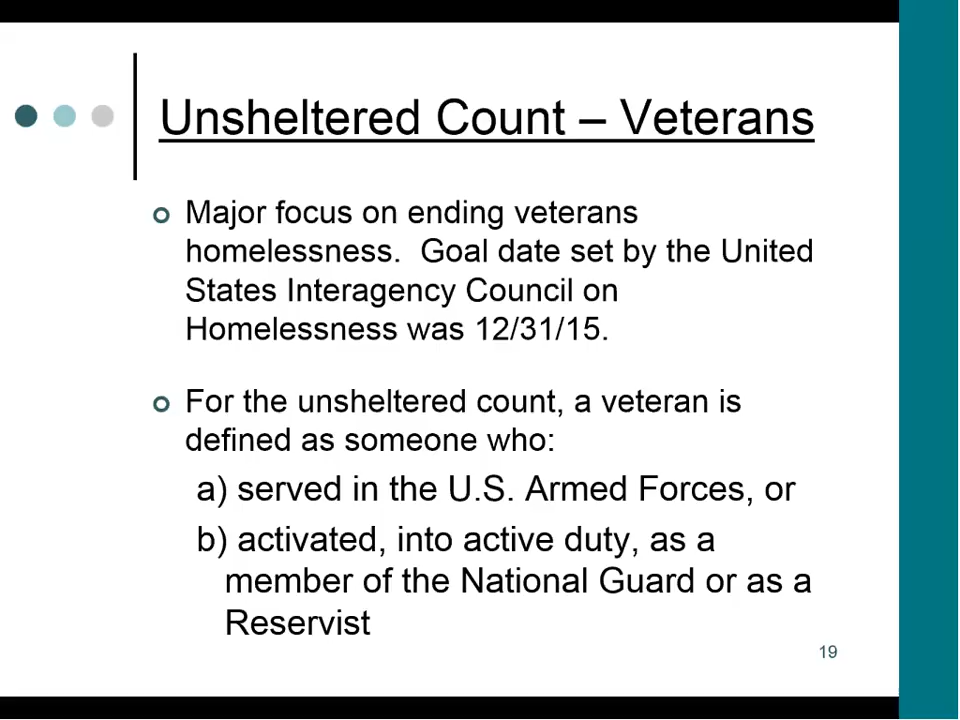 Unsheltered Count – Veterans
Major focus on ending veterans
homelessness.  Goal date set by the United
States Interagency Council on
Homelessness was 12/31/15.
For the unsheltered count, a veteran is
defined as someone who:
a) served in the U.S. Armed Forces, or
b) activated, into active duty, as a
member of the National Guard or as a
Reservist
19